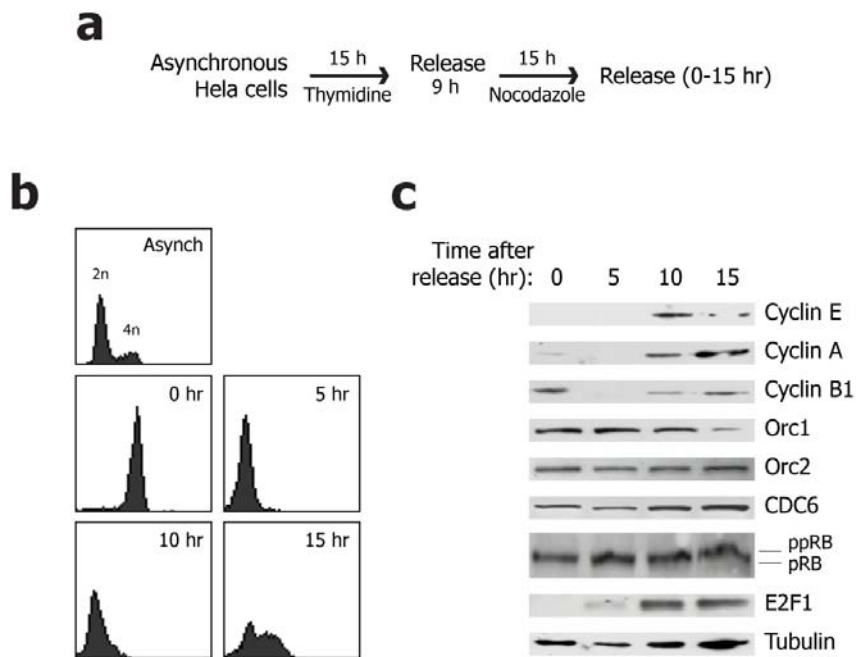 a
Asynchronous
Hela cells
15 h
Thymidine
Release
9 h
15 h
Nocodazole
Release (0-15 hr)
b
Asynch
2n
4n
0 hr
5 hr
10 hr
15 hr
c
Time after
release (hr): 0 5 10 15
Cyclin E
Cyclin A
Cyclin B1
Orc1
Orc2
CDC6
ppRB
pRB
E2F1
Tubulin